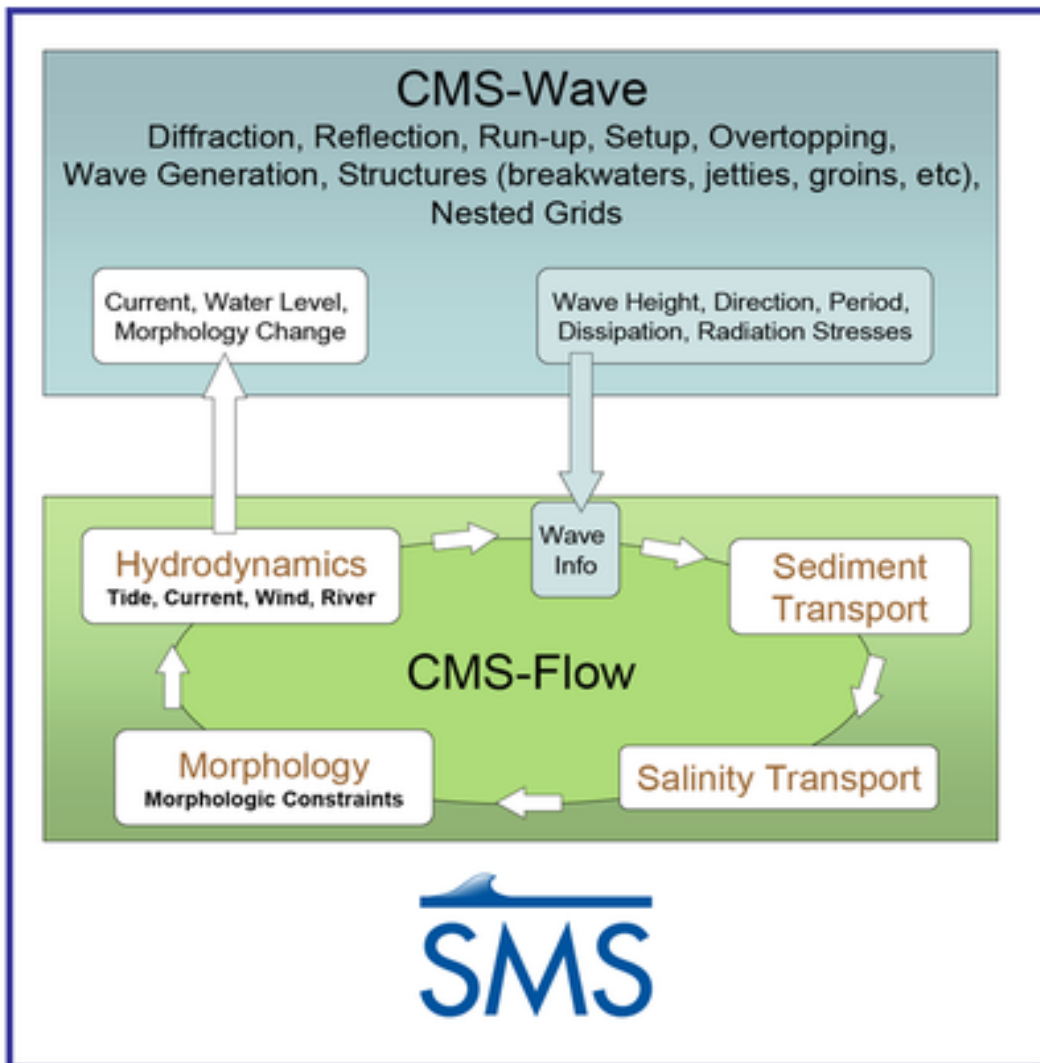 CMS-Wave
Diffraction, Reflection, Run-up, Setup, Overtopping,
Wave Generation, Structures (breakwaters, jetties, groins, etc),
Nested Grids
Current, Water Level,
Morphology Change
Wave Height, Direction, Period,
Dissipation, Radiation Stresses
Hydrodynamics
Tide, Current, Wind, River
Wave
Info
Sediment
Transport
CMS-Flow
Morphology
Morphologic Constraints
Salinity Transport
SMS